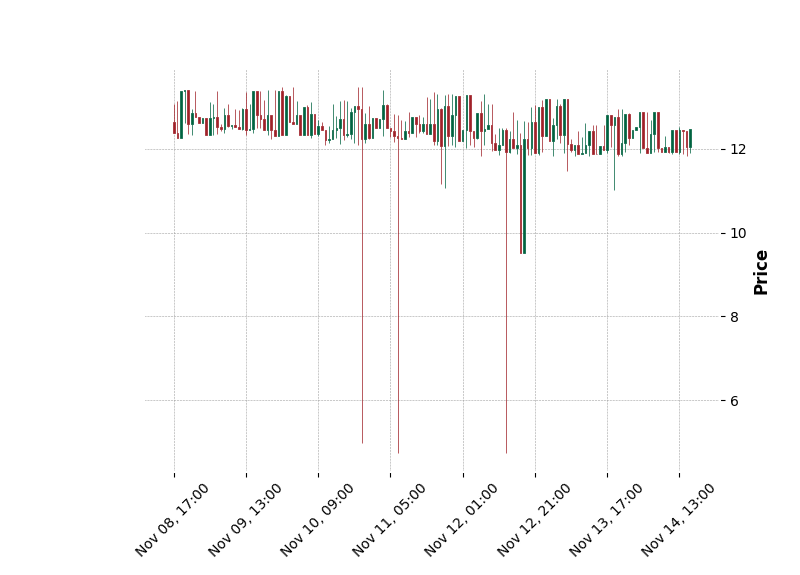 12
10
8
6
Price
Nov 08, 17:00
Nov 09, 13:00
Nov 10, 09:00
Nov 11, 05:00
Nov 12, 01:00
Nov 12, 21:00
Nov 13, 17:00
Nov 14, 13:00